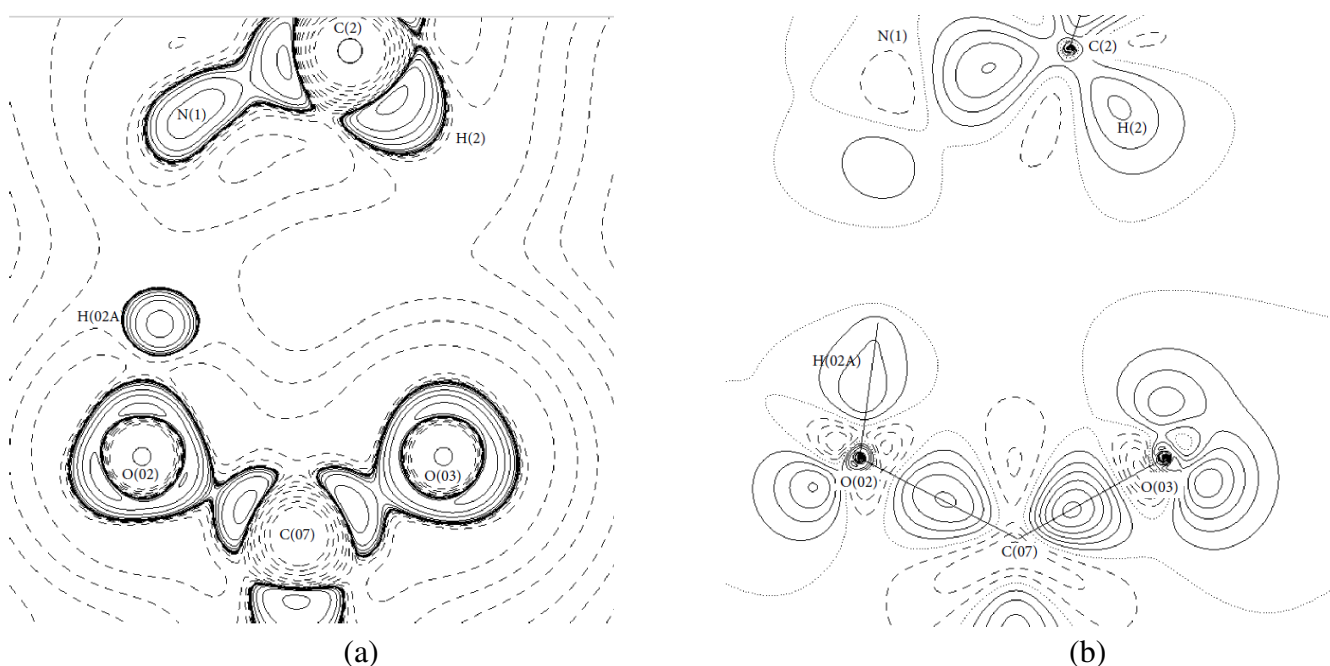 C(2)
N(1)
H(2)
H(02A
O(02)
O(03)
C(07)
(a)
N(1)
C(2)
H(2)
H(02A)
O(02)
O(03)
C(07)
(b)